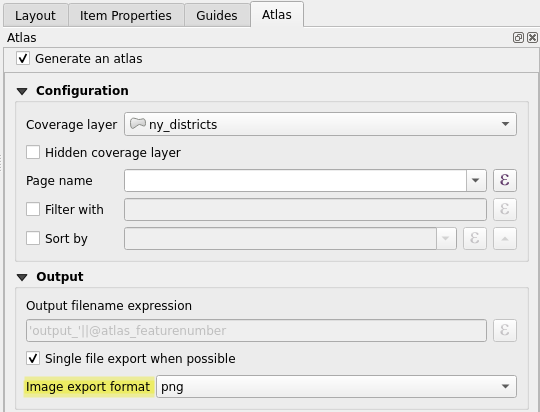 Layout Item Properties Guides Atlas
Atlas
Generate an atlas
Configuration
Coverage layer ny_districts
Hidden coverage layer
Page name ε
Filter with ε
Sort by ε
Output
Output filename expression
'output_'||@atlas_featurenumber ε
Single file export when possible
Image export format png